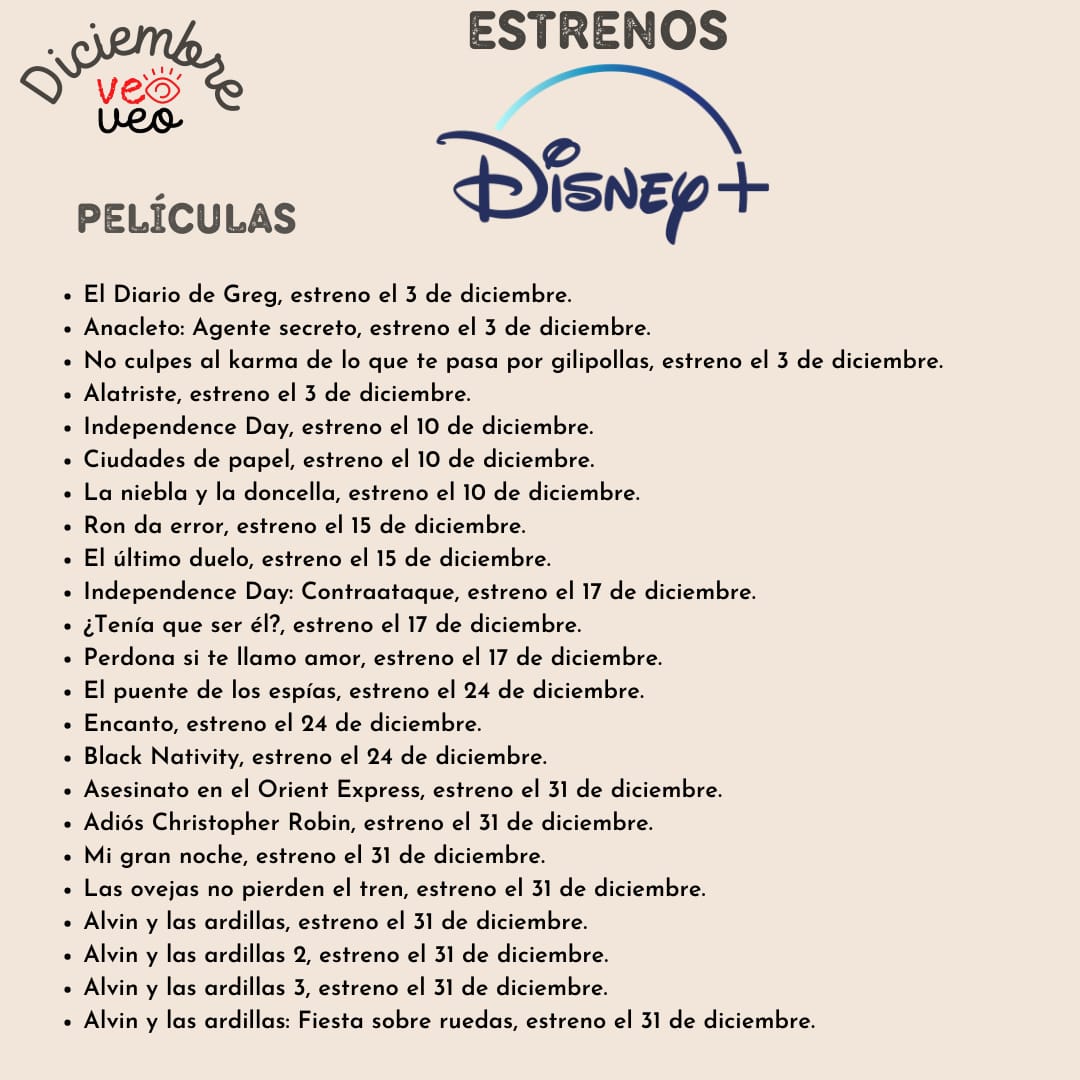 Diciembre
veo
veo
ESTRENOS
Disney+
PELÍCULAS
• El Diario de Greg, estreno el 3 de diciembre.
• Anacleto: Agente secreto, estreno el 3 de diciembre.
• No culpes al karma de lo que te pasa por gilipollas, estreno el 3 de diciembre.
• Alatriste, estreno el 3 de diciembre.
• Independence Day, estreno el 10 de diciembre.
• Ciudades de papel, estreno el 10 de diciembre.
• La niebla y la doncella, estreno el 10 de diciembre.
• Ron da error, estreno el 15 de diciembre.
• El último duelo, estreno el 15 de diciembre.
• Independence Day: Contraataque, estreno el 17 de diciembre.
• ¿Tenía que ser él?, estreno el 17 de diciembre.
• Perdona si te llamo amor, estreno el 17 de diciembre.
• El puente de los espías, estreno el 24 de diciembre.
• Encanto, estreno el 24 de diciembre.
• Black Nativity, estreno el 24 de diciembre.
• Asesinato en el Orient Express, estreno el 31 de diciembre.
• Adiós Christopher Robin, estreno el 31 de diciembre.
• Mi gran noche, estreno el 31 de diciembre.
• Las ovejas no pierden el tren, estreno el 31 de diciembre.
• Alvin y las ardillas, estreno el 31 de diciembre.
• Alvin y las ardillas 2, estreno el 31 de diciembre.
• Alvin y las ardillas 3, estreno el 31 de diciembre.
• Alvin y las ardillas: Fiesta sobre ruedas, estreno el 31 de diciembre.